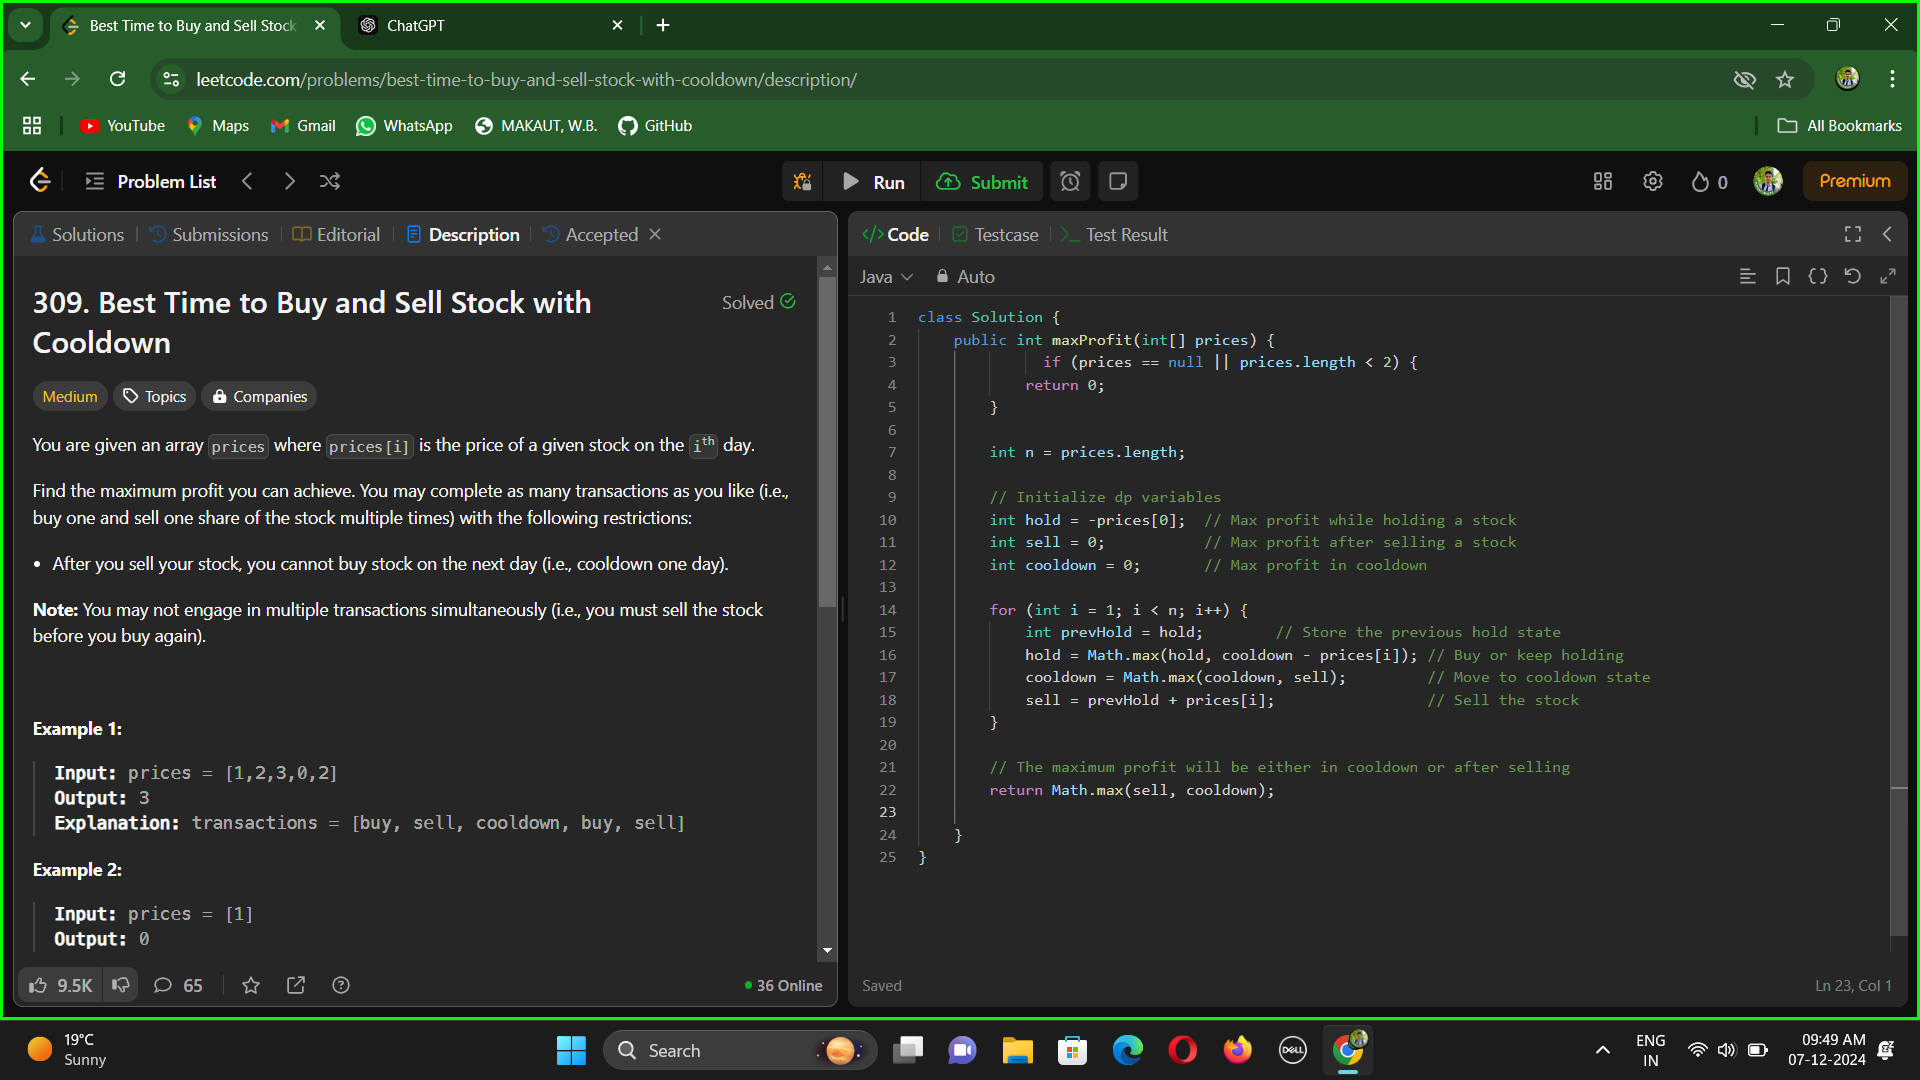 Best Time to Buy and Sell Stock
ChatGPT
leetcode.com/problems/best-time-to-buy-and-sell-stock-with-cooldown/description/
YouTube
Maps
Gmail
WhatsApp
MAKAUT, W.B.
GitHub
All Bookmarks
Problem List
Run
Submit
0
Premium
Solutions
Submissions
Editorial
Description
Accepted
309. Best Time to Buy and Sell Stock with
Cooldown
Solved
Medium
Topics
Companies
You are given an array prices where prices[i] is the price of a given stock on the ith day.
Find the maximum profit you can achieve. You may complete as many transactions as you like (i.e.,
buy one and sell one share of the stock multiple times) with the following restrictions:
• After you sell your stock, you cannot buy stock on the next day (i.e., cooldown one day).
Note: You may not engage in multiple transactions simultaneously (i.e., you must sell the stock
before you buy again).
Example 1:
Input: prices = [1,2,3,0,2]
Output: 3
Explanation: transactions = [buy, sell, cooldown, buy, sell]
Example 2:
Input: prices = [1]
Output: 0
9.5K
65
36 Online
</> Code
Testcase
>_ Test Result
Java
Auto
1 class Solution {
2 public int maxProfit(int[] prices) {
3 if (prices == null || prices.length < 2) {
4 return 0;
5 }
6
7 int n = prices.length;
8
9 // Initialize dp variables
10 int hold = -prices[0]; // Max profit while holding a stock
11 int sell = 0; // Max profit after selling a stock
12 int cooldown = 0; // Max profit in cooldown
13
14 for (int i = 1; i < n; i++) {
15 int prevHold = hold; // Store the previous hold state
16 hold = Math.max(hold, cooldown - prices[i]); // Buy or keep holding
17 cooldown = Math.max(cooldown, sell); // Move to cooldown state
18 sell = prevHold + prices[i]; // Sell the stock
19 }
20
21 // The maximum profit will be either in cooldown or after selling
22 return Math.max(sell, cooldown);
23
24 }
25 }
Saved
Ln 23, Col 1
19°C
Sunny
Search
DELL
ENG
IN
09:49 AM
07-12-2024